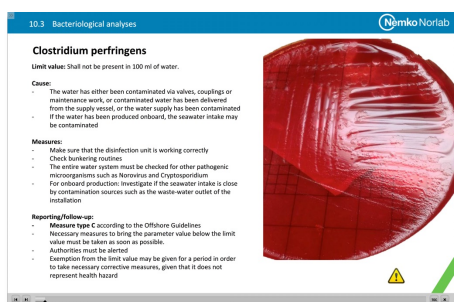 10.3 Bacteriological analyses
Nemko Norlab
Clostridium perfringens
Limit value: Shall not be present in 100 ml of water.
Cause:
- The water has either been contaminated via valves, couplings or
maintenance work, or contaminated water has been delivered
from the supply vessel, or the water supply has been contaminated
- If the water has been produced onboard, the seawater intake may
be contaminated
Measures:
- Make sure that the disinfection unit is working correctly
- Check bunkering routines
- The entire water system must be checked for other pathogenic
microorganisms such as Norovirus and Cryptosporidium
- For onboard production: Investigate if the seawater intake is close
by contamination sources such as the waste-water outlet of the
installation
Reporting/follow-up:
- Measure type C according to the Offshore Guidelines
- Necessary measures to bring the parameter value below the limit
value must be taken as soon as possible.
- Authorities must be alerted
- Exemption from the limit value may be given for a period in order
to take necessary corrective measures, given that it does not
represent health hazard